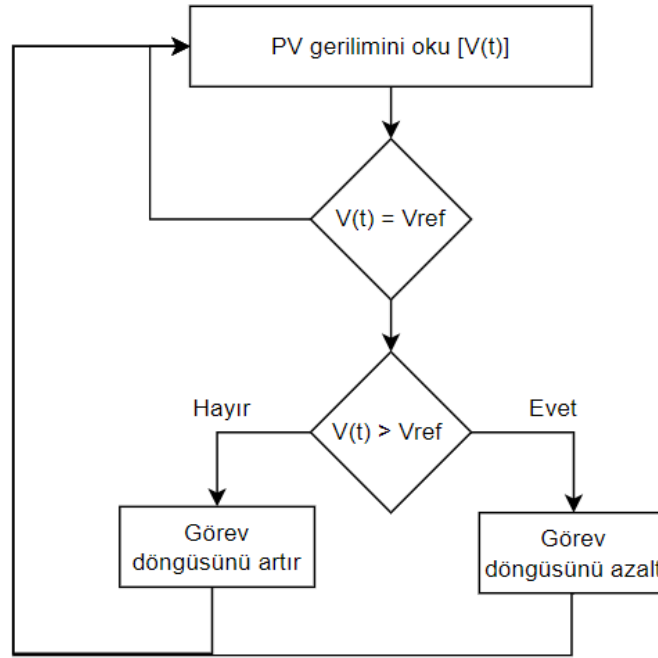 PV gerilimini oku [V(t)]
V(t) = Vref
Hayır
Evet
V(t) > Vref
Görev
döngüsünü artır
Görev
döngüsünü azalt